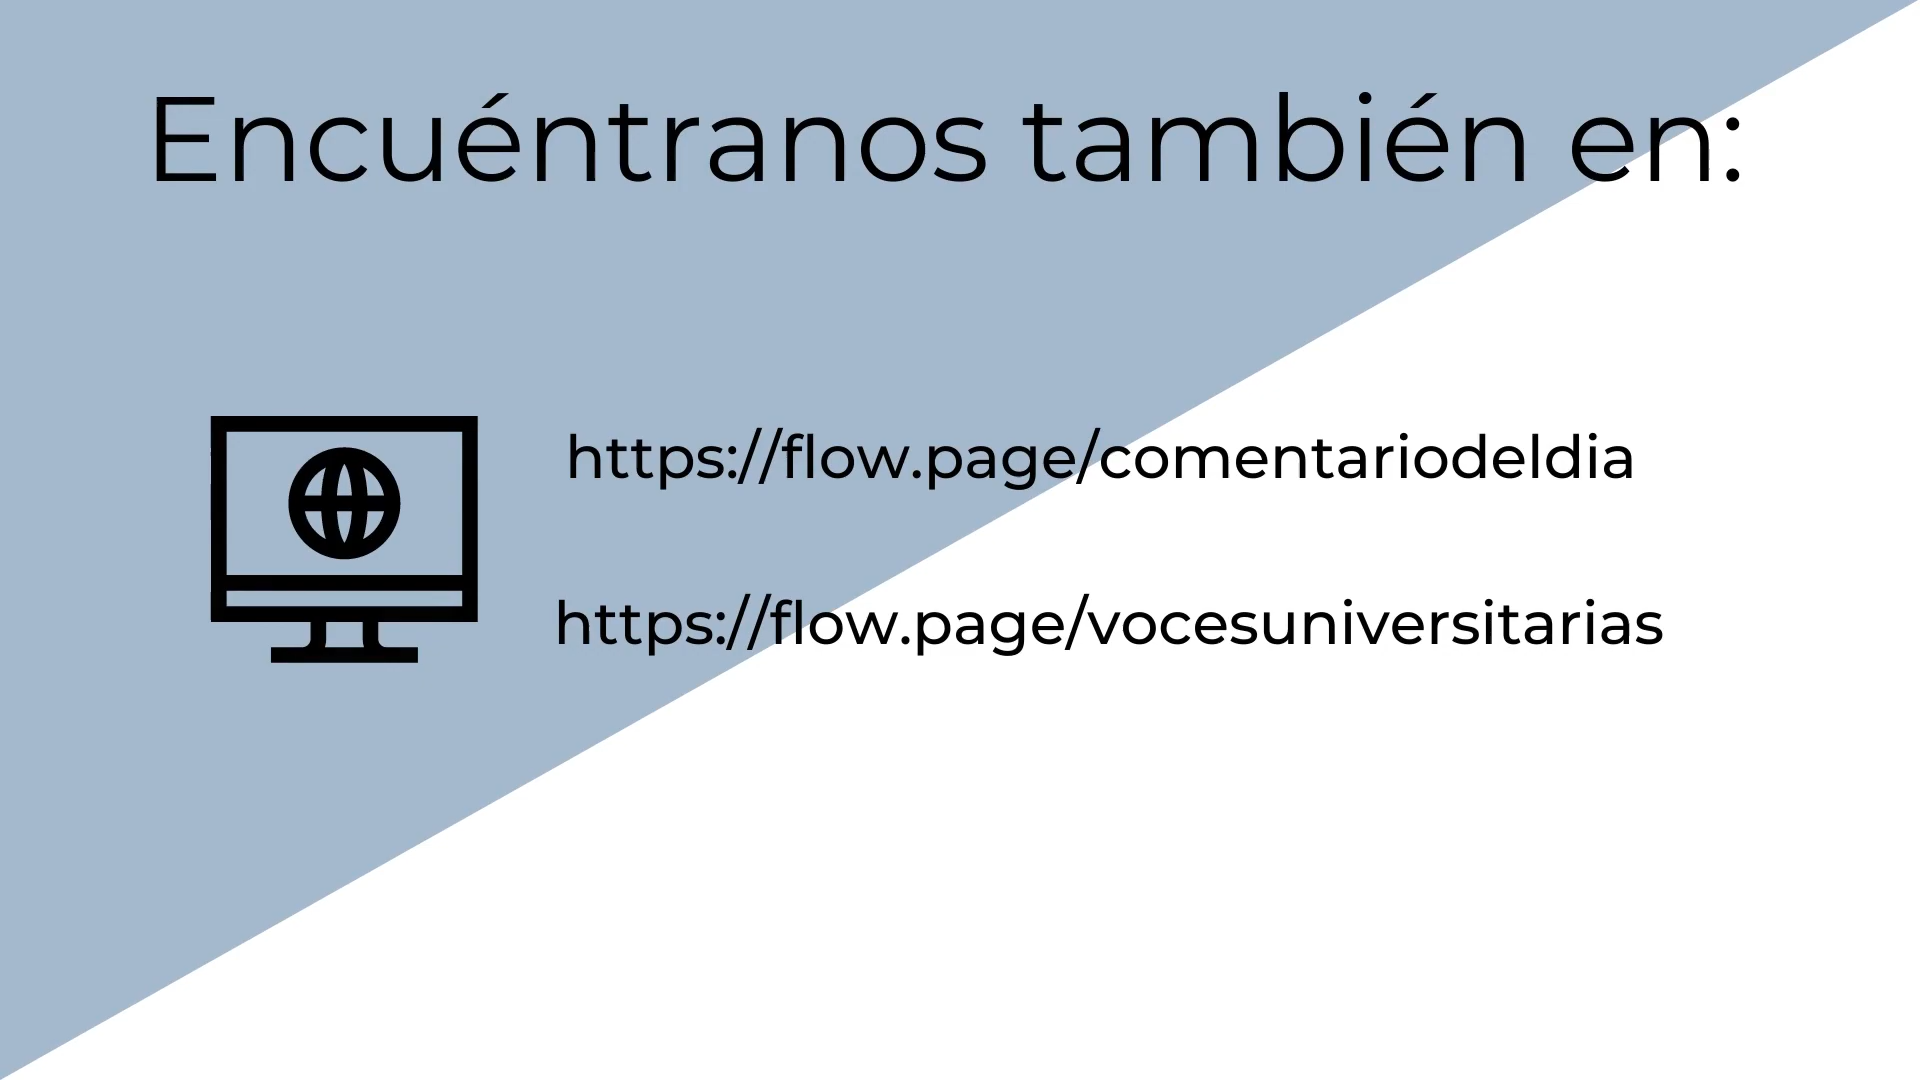 Encuéntranos también en:
https://flow.page/comentariodeldia
https://flow.page/vocesuniversitarias